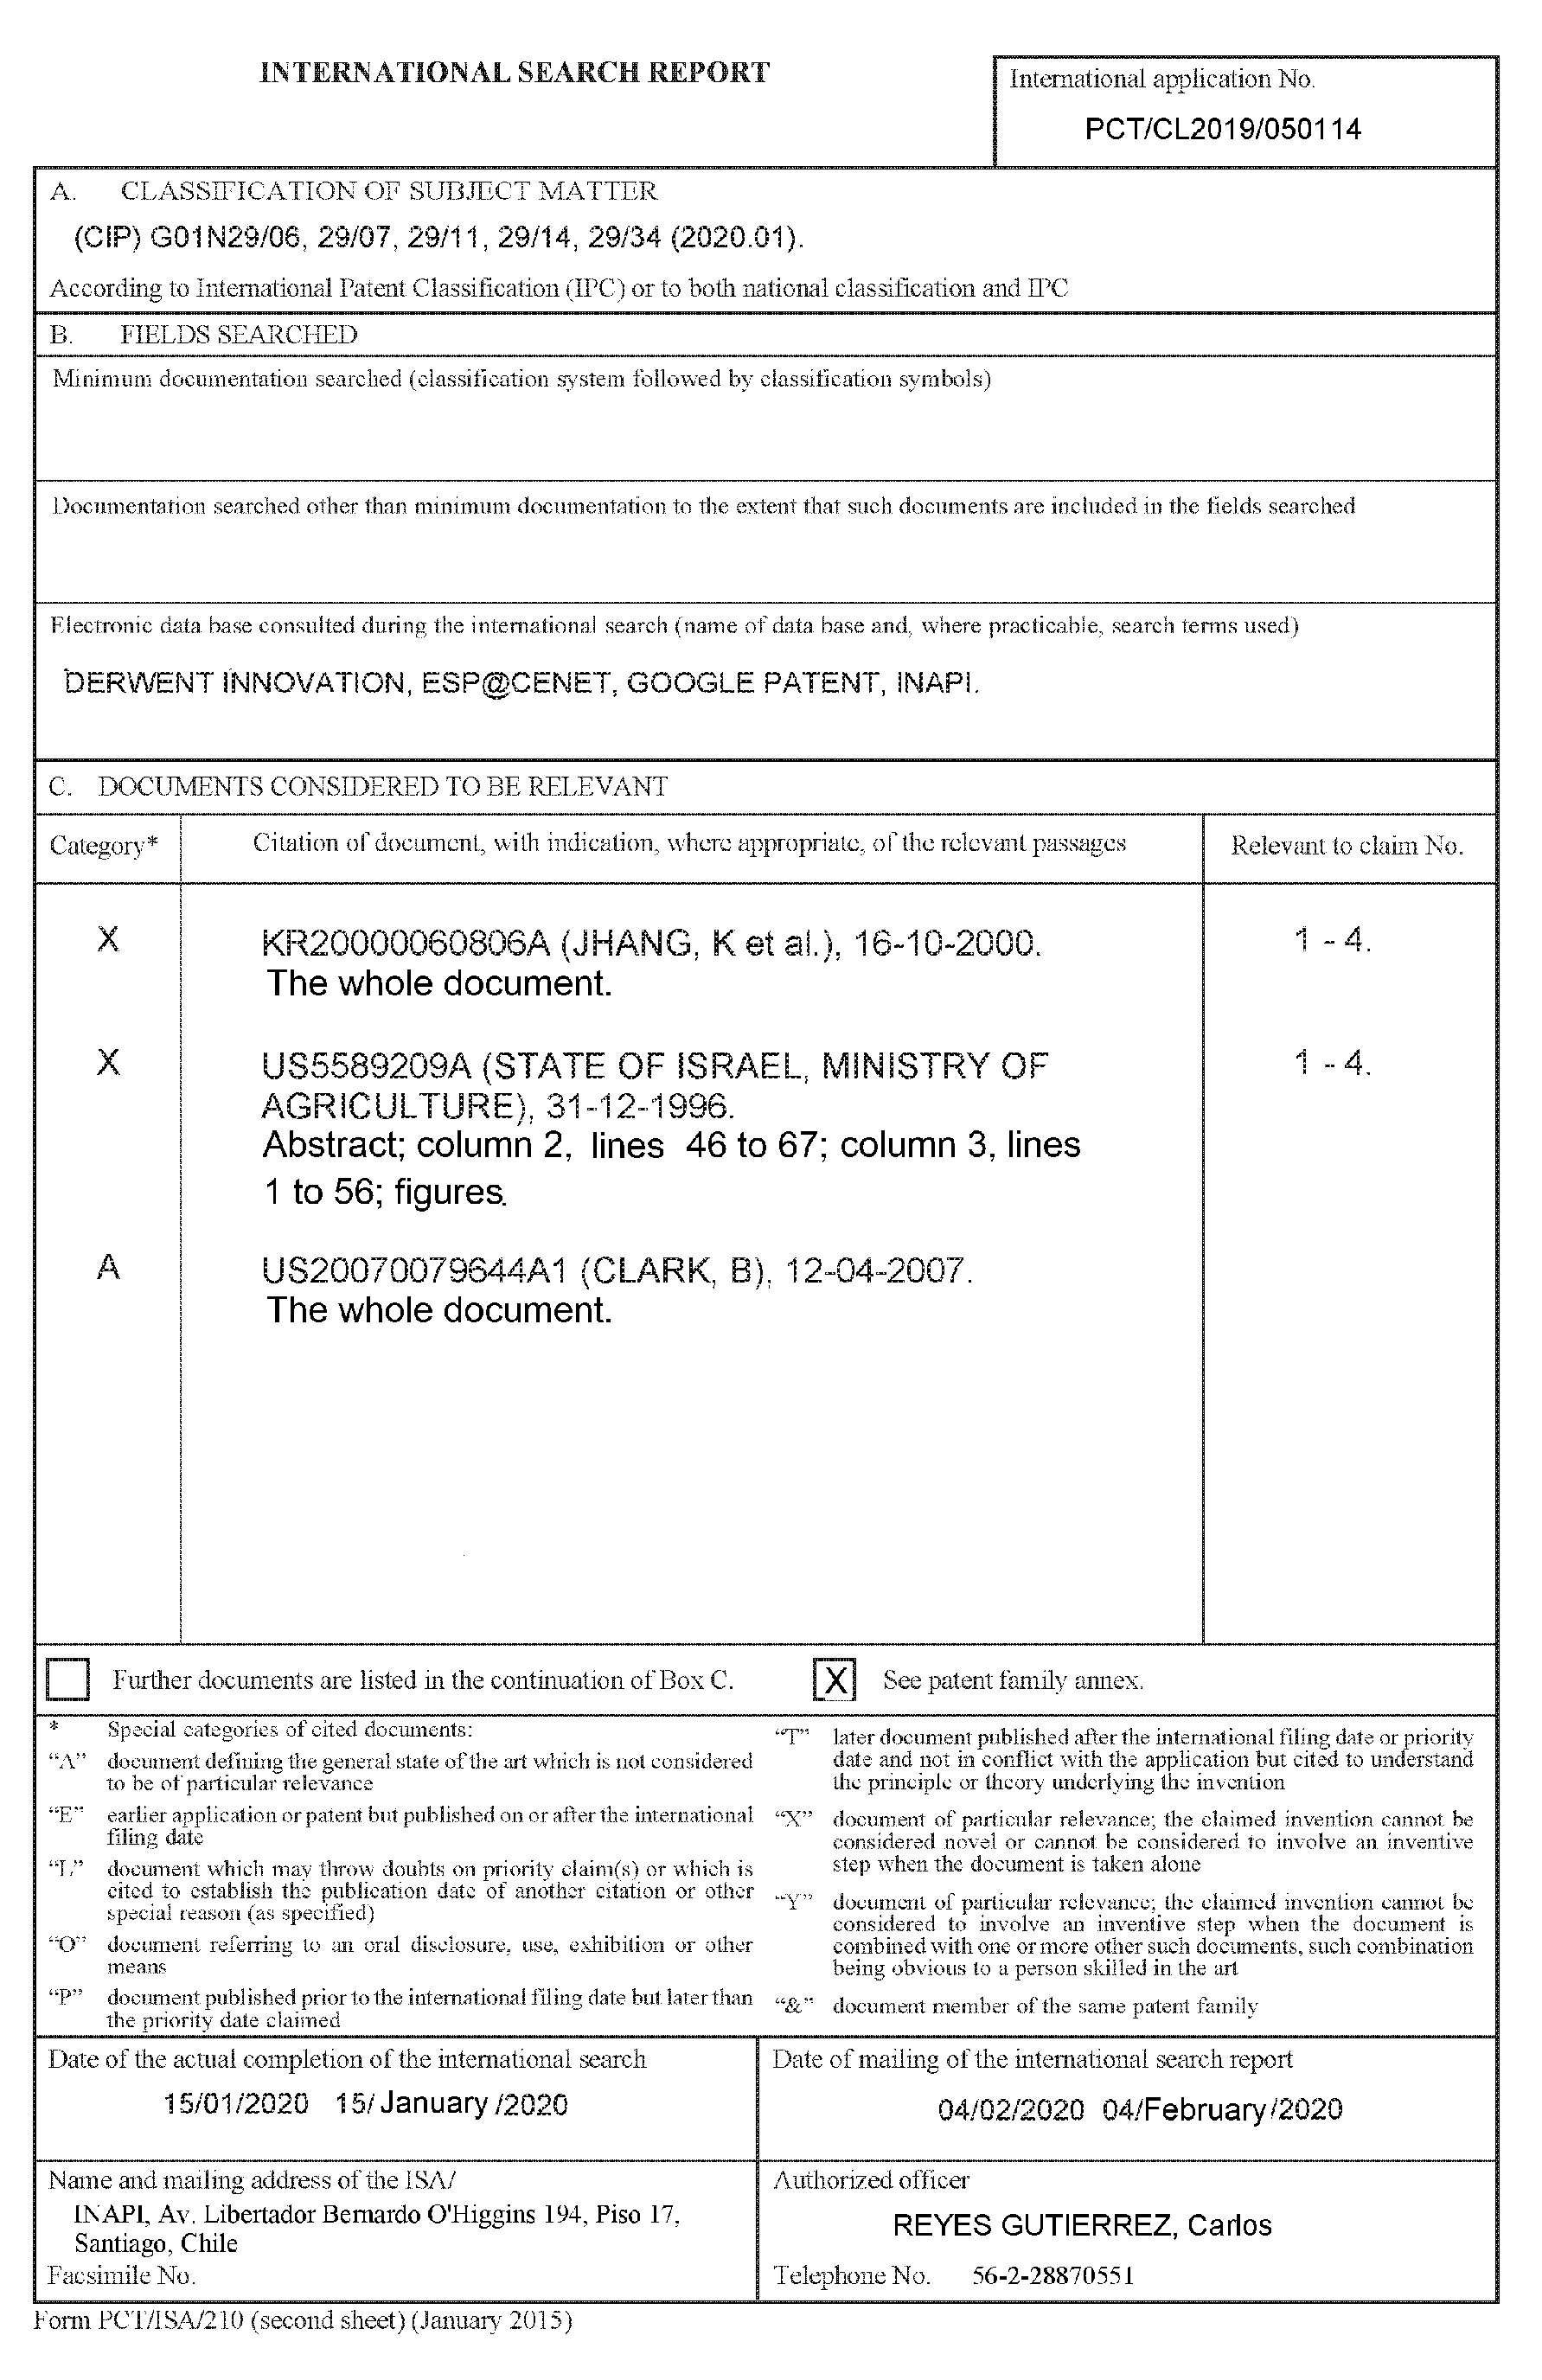 INTERNATIONAL SEARCH REPORT
International application No.
PCT/CL2019/050114
A. CLASSIFICATION OF SUBJECT MATTER
(CIP) G01N29/06, 29/07, 29/11, 29/14, 29/34 (2020.01).
According to International Patent Classification (IPC) or to both national classification and IPC
B. FIELDS SEARCHED
Minimum documentation searched (classification system followed by classification symbols)
Documentation searched other than minimum documentation to the extent that such documents are included in the fields searched
Electronic data base consulted during the international search (name of data base and, where practicable, search terms used)
DERWENT INNOVATION, ESP@CENET, GOOGLE PATENT, INAPI.
C. DOCUMENTS CONSIDERED TO BE RELEVANT
Category* Citation of document, with indication, where appropriate, of the relevant passages Relevant to claim No.
X KR20000060806A (JHANG, K et al.), 16-10-2000. 1 - 4.
The whole document.
X US5589209A (STATE OF ISRAEL, MINISTRY OF 1 - 4.
AGRICULTURE), 31-12-1996.
Abstract; column 2, lines 46 to 67; column 3, lines
1 to 56; figures.
A US20070079644A1 (CLARK, B), 12-04-2007.
The whole document.
Further documents are listed in the continuation of Box C.
X See patent family annex.
* Special categories of cited documents:
"A" document defining the general state of the art which is not considered
to be of particular relevance
"E" earlier application or patent but published on or after the international
filing date
"L" document which may throw doubts on priority claim(s) or which is
cited to establish the publication date of another citation or other
special reason (as specified)
"O" document referring to an oral disclosure, use, exhibition or other
means
"P" document published prior to the international filing date but later than
the priority date claimed
"T" later document published after the international filing date or priority
date and not in conflict with the application but cited to understand
the principle or theory underlying the invention
"X" document of particular relevance; the claimed invention cannot be
considered novel or cannot be considered to involve an inventive
step when the document is taken alone
"Y" document of particular relevance; the claimed invention cannot be
considered to involve an inventive step when the document is
combined with one or more other such documents, such combination
being obvious to a person skilled in the art
"&" document member of the same patent family
Date of the actual completion of the international search
15/01/2020 15/January/2020
Date of mailing of the international search report
04/02/2020 04/February/2020
Name and mailing address of the ISA/
INAPI, Av. Libertador Bernardo O'Higgins 194, Piso 17,
Santiago, Chile
Facsimile No.
Authorized officer
REYES GUTIERREZ, Carlos
Telephone No. 56-2-28870551
Form PCT/ISA/210 (second sheet) (January 2015)